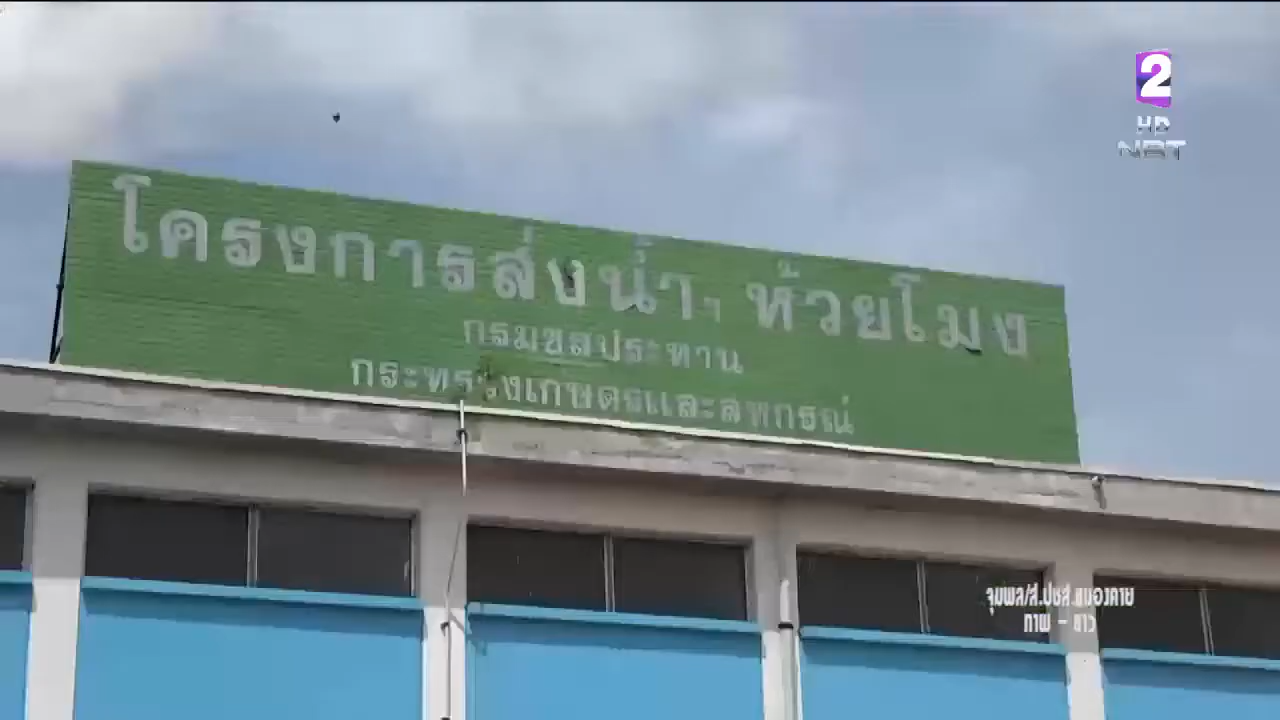 2
HD
NBT
โครงการส่งน้ำฯ ห้วยโมง
กรมชลประทาน
กระทรวงเกษตรและสหกรณ์
จุมพล/ส.ปชส.หนองคาย
ภาพ - ข่าว